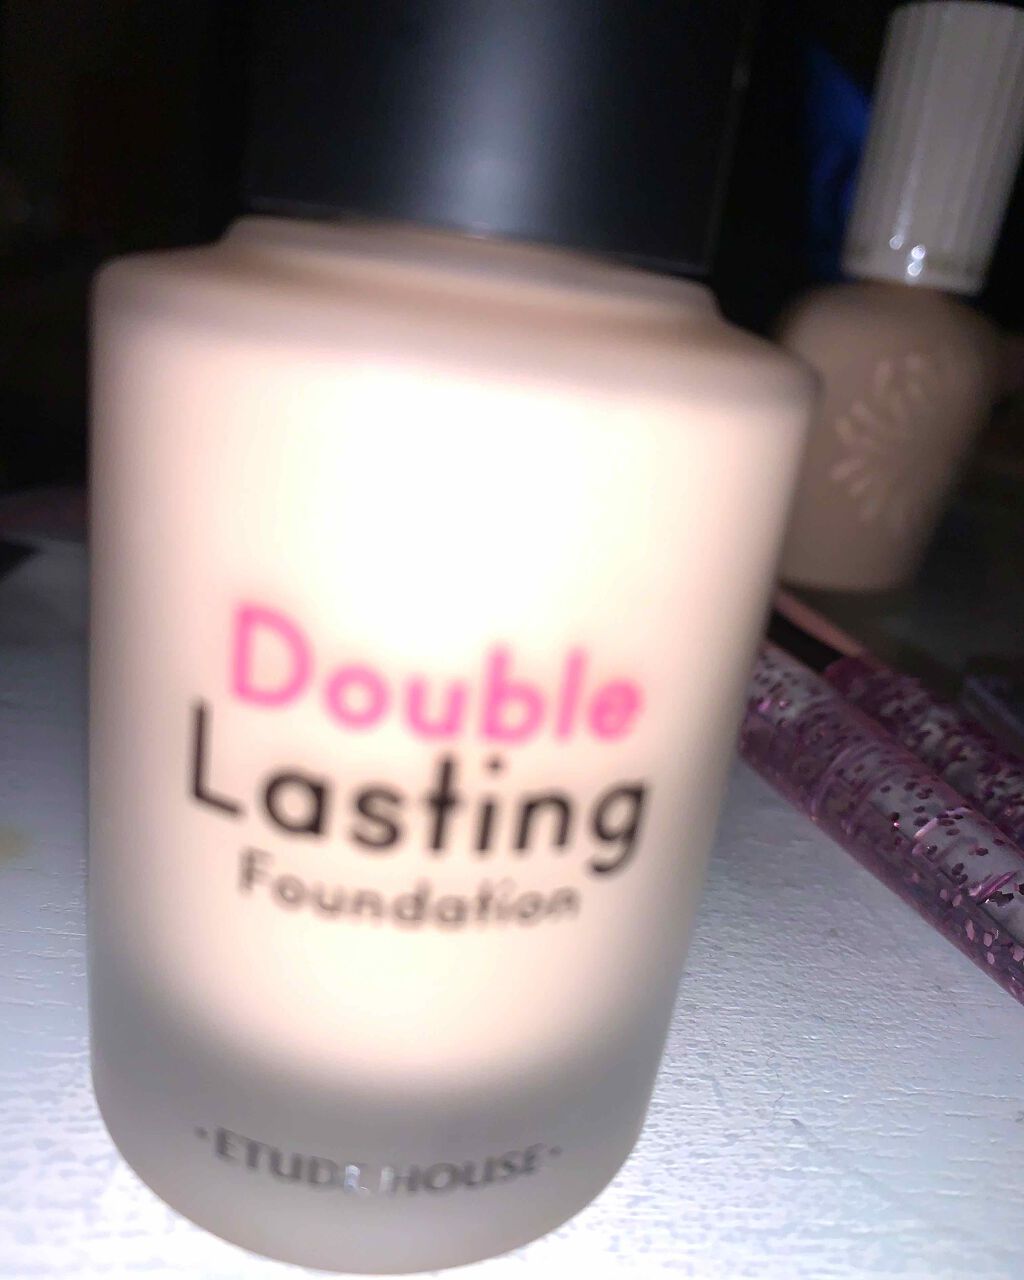 Double
Lasting
Foundation
·ETUDE HOUSE·